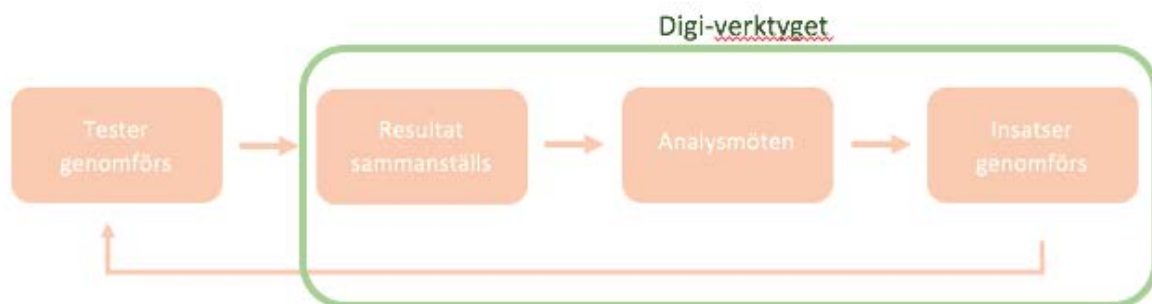 Digi-verktyget
Tester
genomförs
Resultat
sammanställs
Analysmöten
Insatser
genomförs